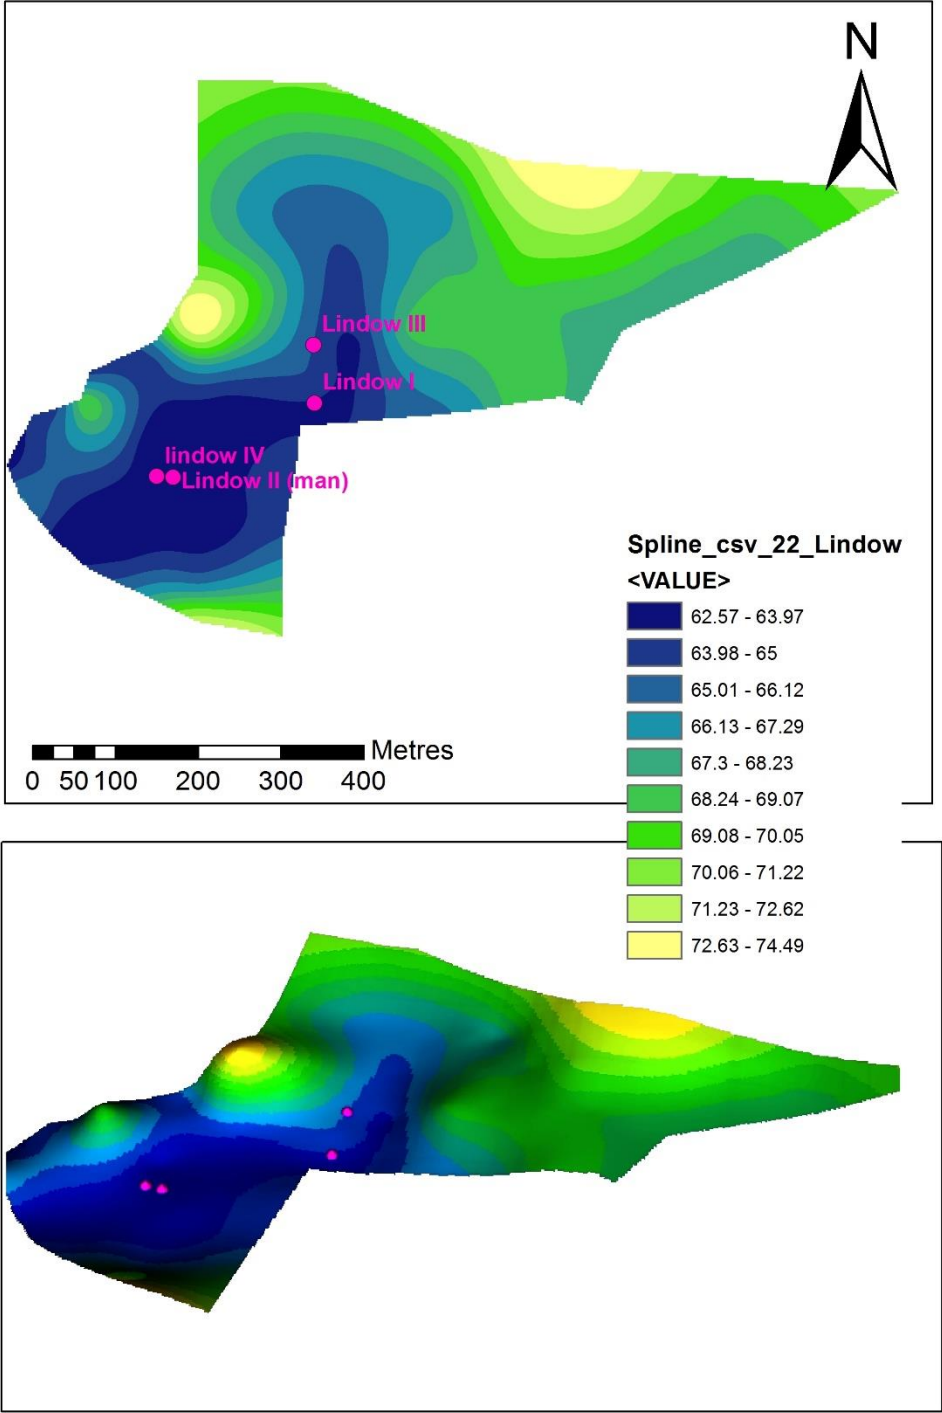 N
Lindow III
Lindow I
lindow IV
Lindow II (man)
Spline_csv_22_Lindow
<VALUE>
62.57 - 63.97
63.98 - 65
65.01 - 66.12
66.13 - 67.29
67.3 - 68.23
68.24 - 69.07
69.08 - 70.05
70.06 - 71.22
71.23 - 72.62
72.63 - 74.49
Metres
0 50 100 200 300 400